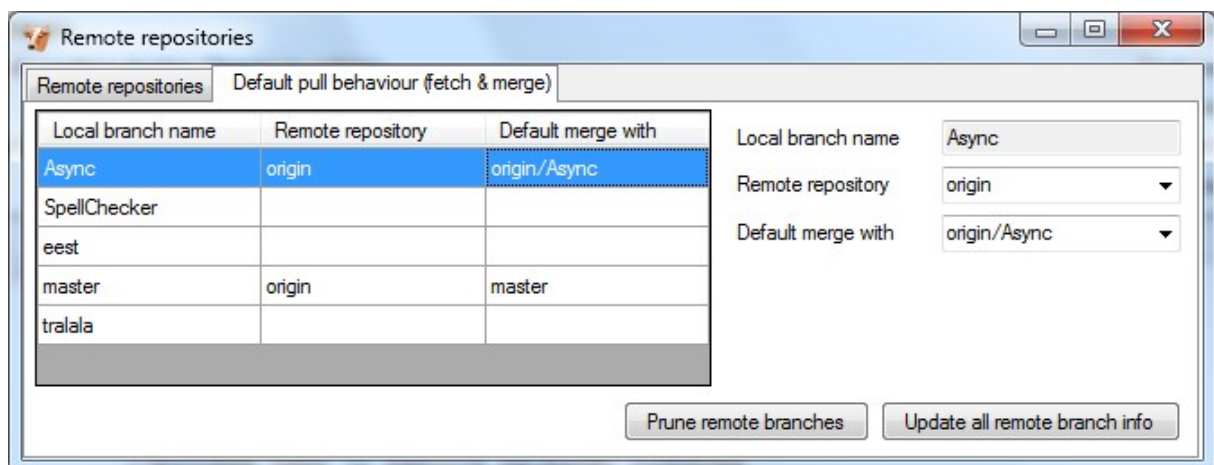 Remote repositories
Remote repositories Default pull behaviour (fetch & merge)
Local branch name Remote repository Default merge with
Async origin origin/Async
SpellChecker
eest
master origin master
tralala
Local branch name Async
Remote repository origin
Default merge with origin/Async
Prune remote branches Update all remote branch info